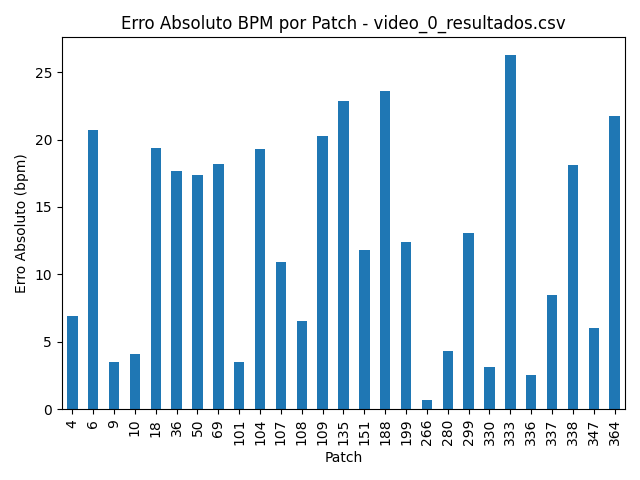 Erro Absoluto BPM por Patch - video_0_resultados.csv
Erro Absoluto (bpm)
25
20
15
10
5
0
4 6 9 10 18 36 50 69 101 104 107 108 109 135 151 188 199 266 280 299 330 333 336 337 338 347 364
Patch